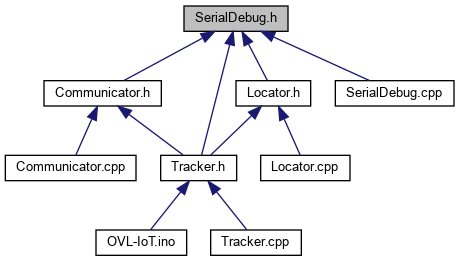 SerialDebug.h
Communicator.h
Locator.h
SerialDebug.cpp
Communicator.cpp
Tracker.h
Locator.cpp
OVL-IoT.ino
Tracker.cpp